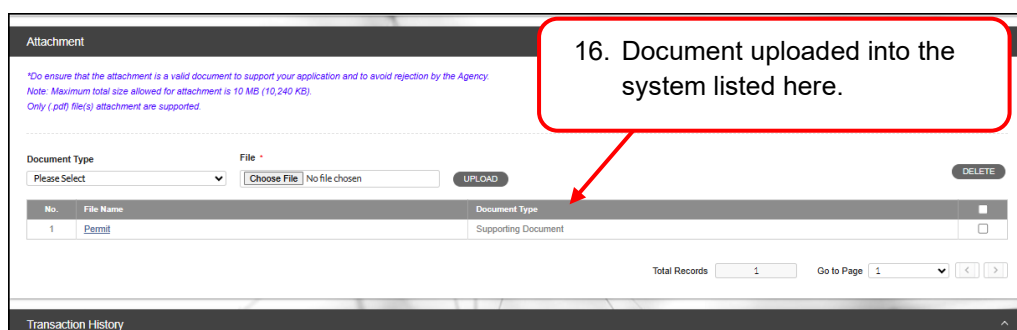 Attachment
16. Document uploaded into the
system listed here.
*Do ensure that the attachment is a valid document to support your application and to avoid rejection by the Agency.
Note: Maximum total size allowed for attachment is 10 MB (10,240 KB).
Only (.pdf) file(s) attachment are supported.
Document Type File *
Please Select Choose File No file chosen UPLOAD DELETE
No. File Name Document Type
1 Permit Supporting Document
Total Records 1 Go to Page 1 < >
Transaction History